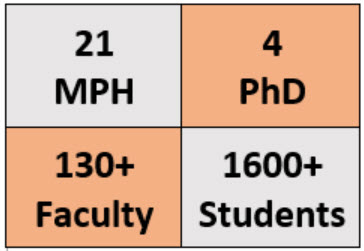 21
MPH
4
PhD
130+
Faculty
1600+
Students